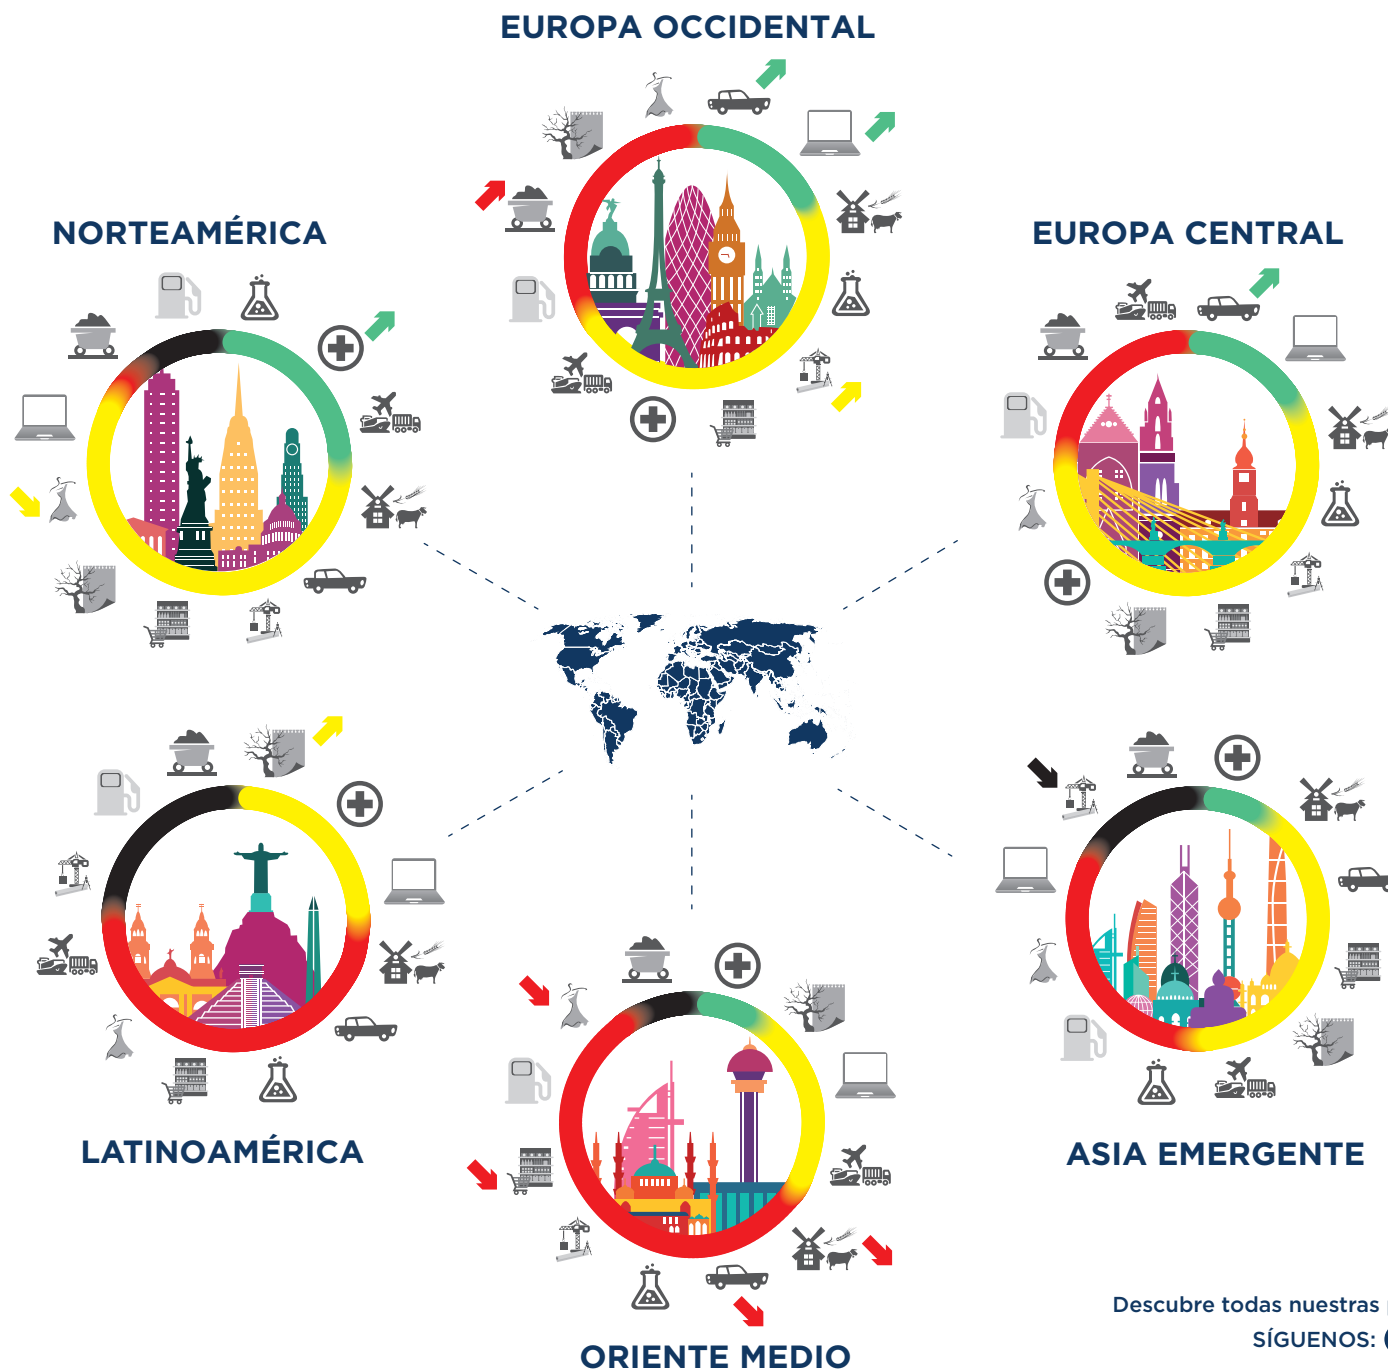 EUROPA OCCIDENTAL
NORTEAMÉRICA
EUROPA CENTRAL
LATINOAMÉRICA
ASIA EMERGENTE
ORIENTE MEDIO
Descubre todas nuestras
SÍGUENOS: